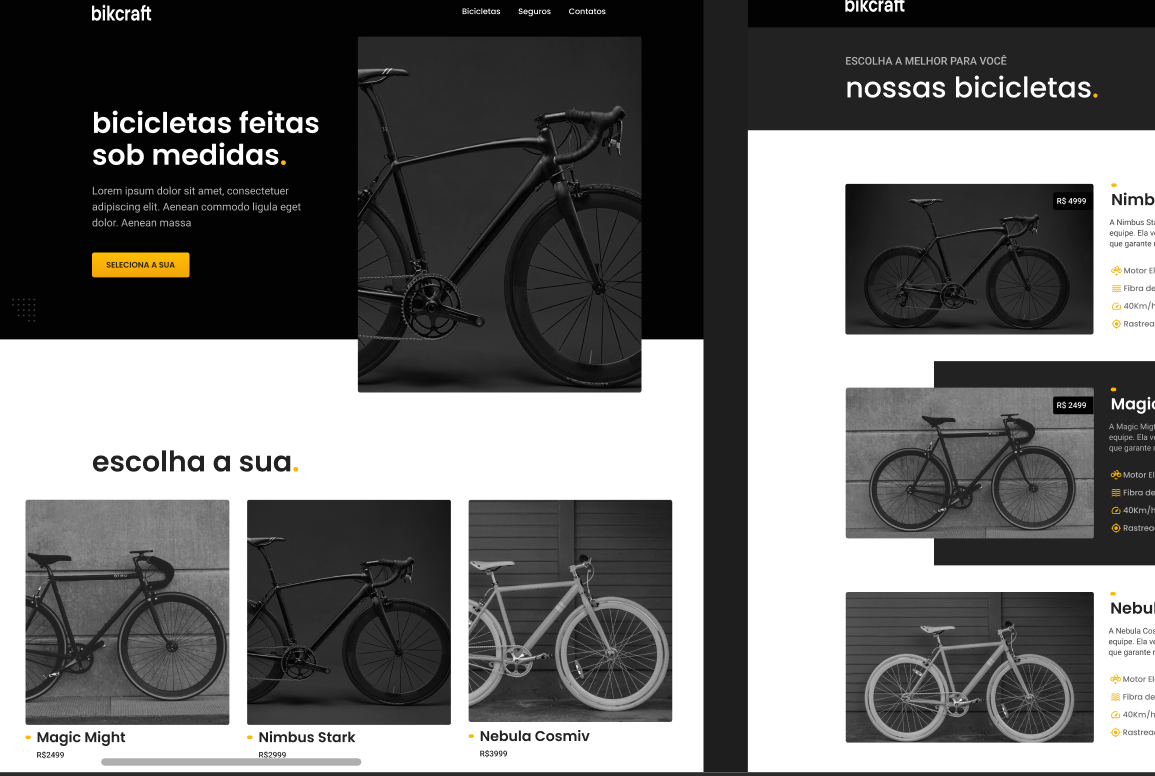 bikcraft
Bicicletas Seguros Contatos
bicicletas feitas
sob medidas.
Lorem ipsum dolor sit amet, consectetuer
adipiscing elit. Aenean commodo ligula eget
dolor. Aenean massa
SELECIONA A SUA
escolha a sua.
Magic Might
R$2499
Nimbus Stark
R$2999
Nebula Cosmiv
R$3999
bikcraft
ESCOLHA A MELHOR PARA VOCÊ
nossas bicicletas.
R$ 4999
Nimb
A Nimbus Sta
equipe. Ela v
que garante
Motor El
Fibra de
40Km/h
Rastrea
R$ 2499
Magic
A Magic Migh
equipe. Ela v
que garante
Motor El
Fibra de
40Km/h
Rastrea
Nebul
A Nebula Cos
equipe. Ela v
que garante
Motor El
Fibra de
40Km/h
Rastrea